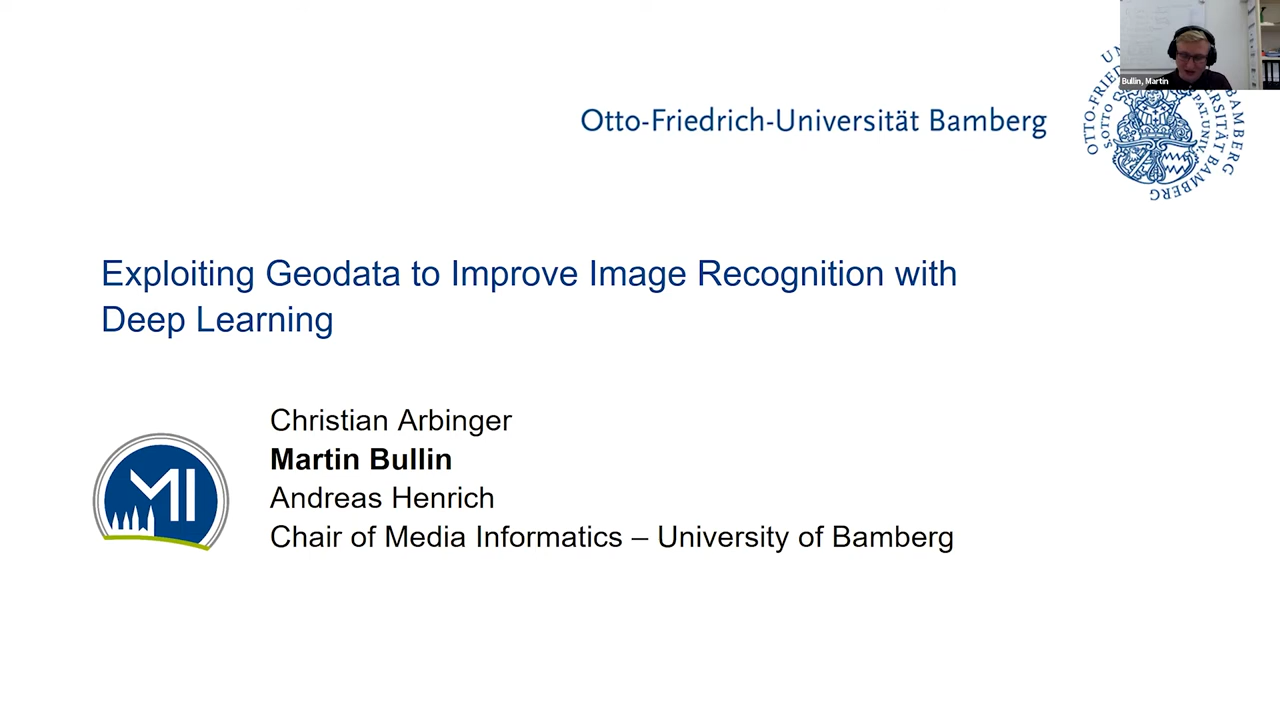 Bullin, Martin
Otto-Friedrich-Universität Bamberg
Exploiting Geodata to Improve Image Recognition with
Deep Learning
MI
Christian Arbinger
Martin Bullin
Andreas Henrich
Chair of Media Informatics – University of Bamberg